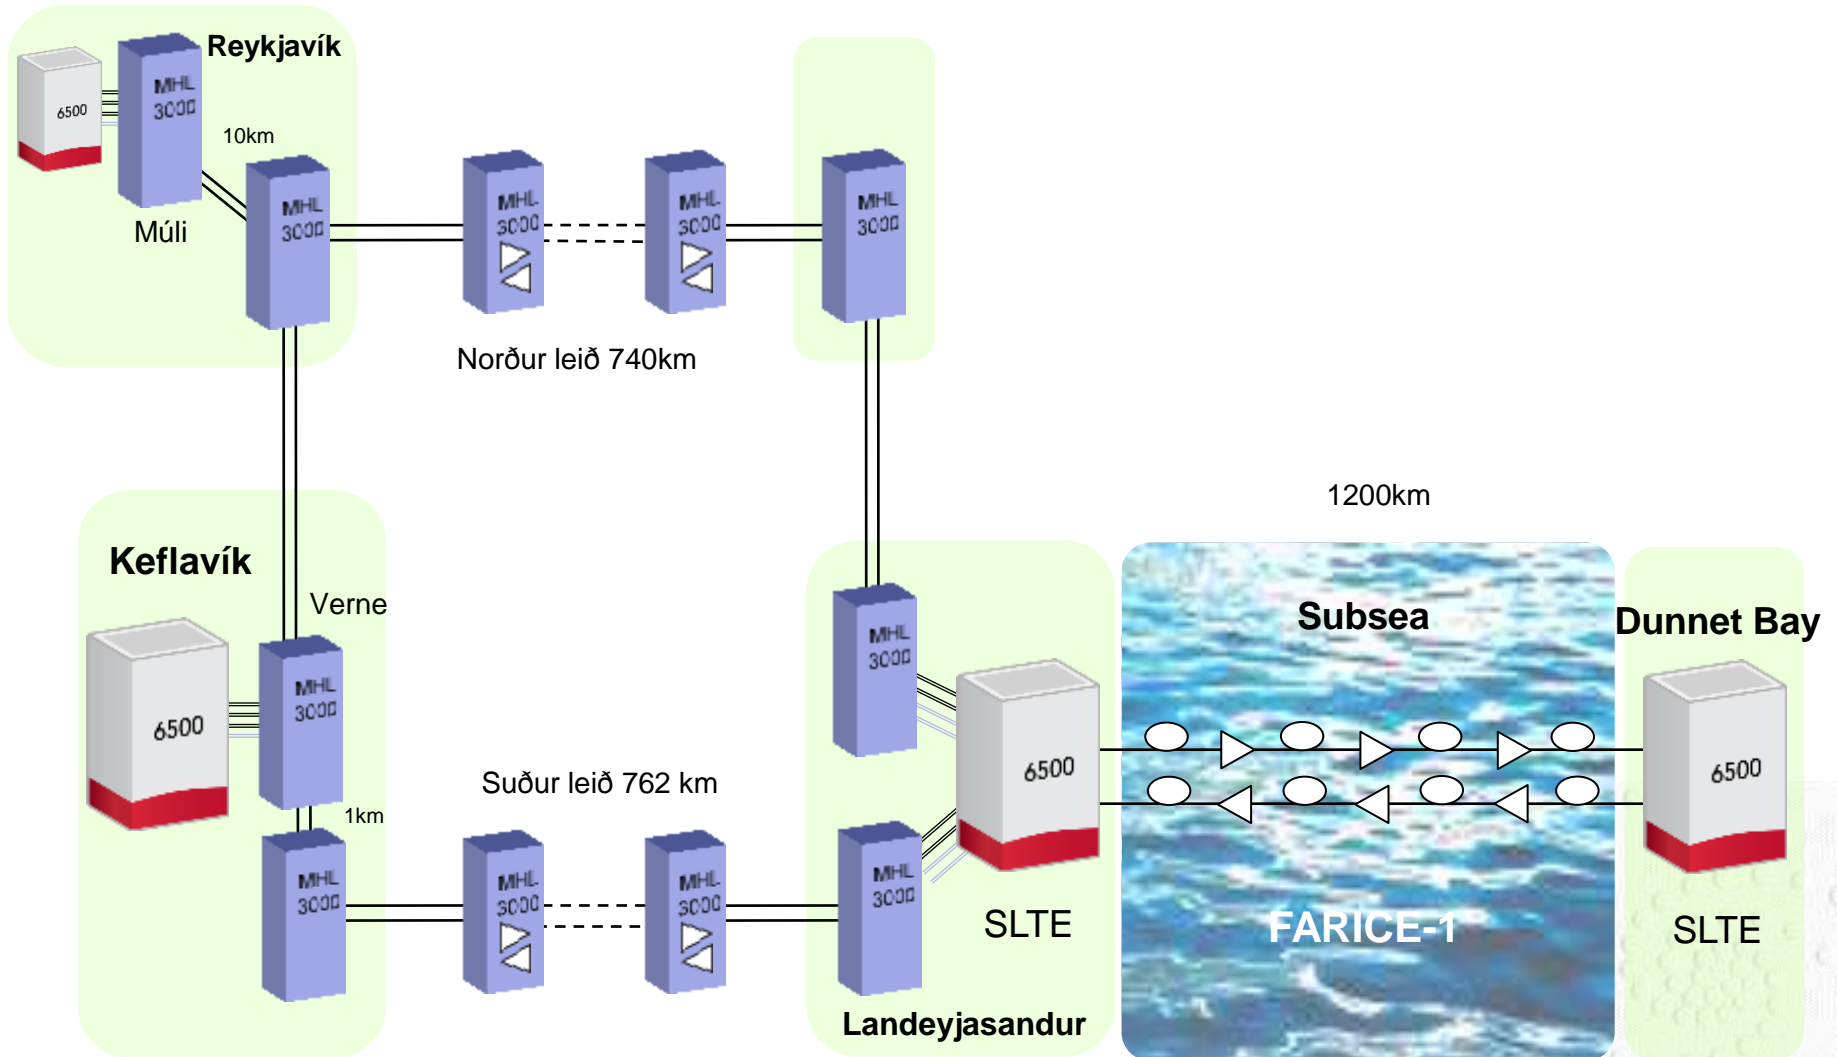 Reykjavík
MHL
3000
6500
10km
Múli
MHL
3000
MHL
3000
MHL
3000
MHL
3000
Norður leið 740km
1200km
Keflavík
Verne
Subsea
Dunnet Bay
MHL
3000
MHL
3000
6500
6500
6500
Suður leið 762 km
1km
MHL
3000
MHL
3000
MHL
3000
MHL
3000
SLTE
FARICE-1
SLTE
Landeyjasandur